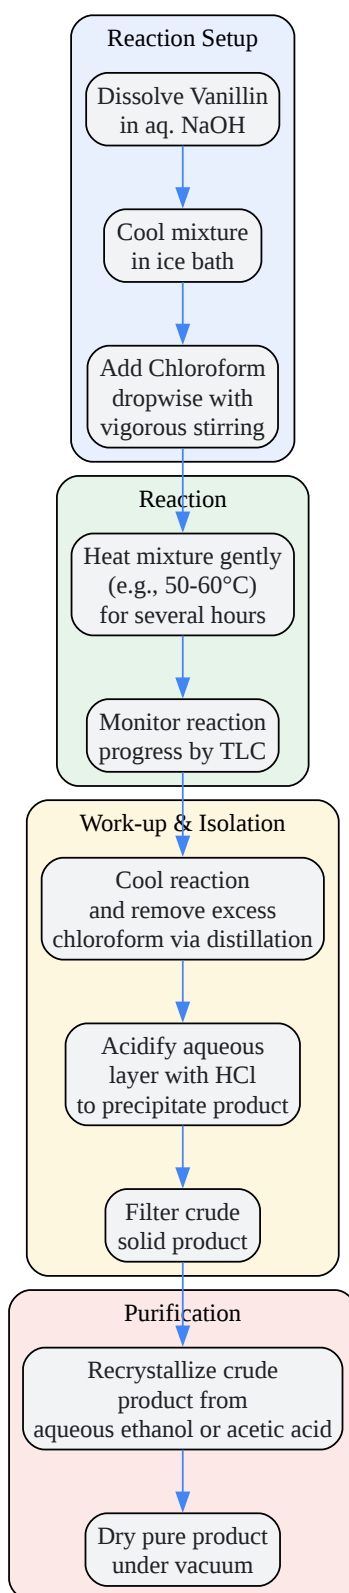 Reaction Setup
Dissolve Vanillin
in aq. NaOH
Cool mixture
in ice bath
Add Chloroform
dropwise with
vigorous stirring
Reaction
Heat mixture gently
(e.g., 50-60°C)
for several hours
Monitor reaction
progress by TLC
Work-up & Isolation
Cool reaction
and remove excess
chloroform via distillation
Acidify aqueous
layer with HCl
to precipitate product
Filter crude
solid product
Purification
Recrystallize crude
product from
aqueous ethanol or acetic acid
Dry pure product
under vacuum